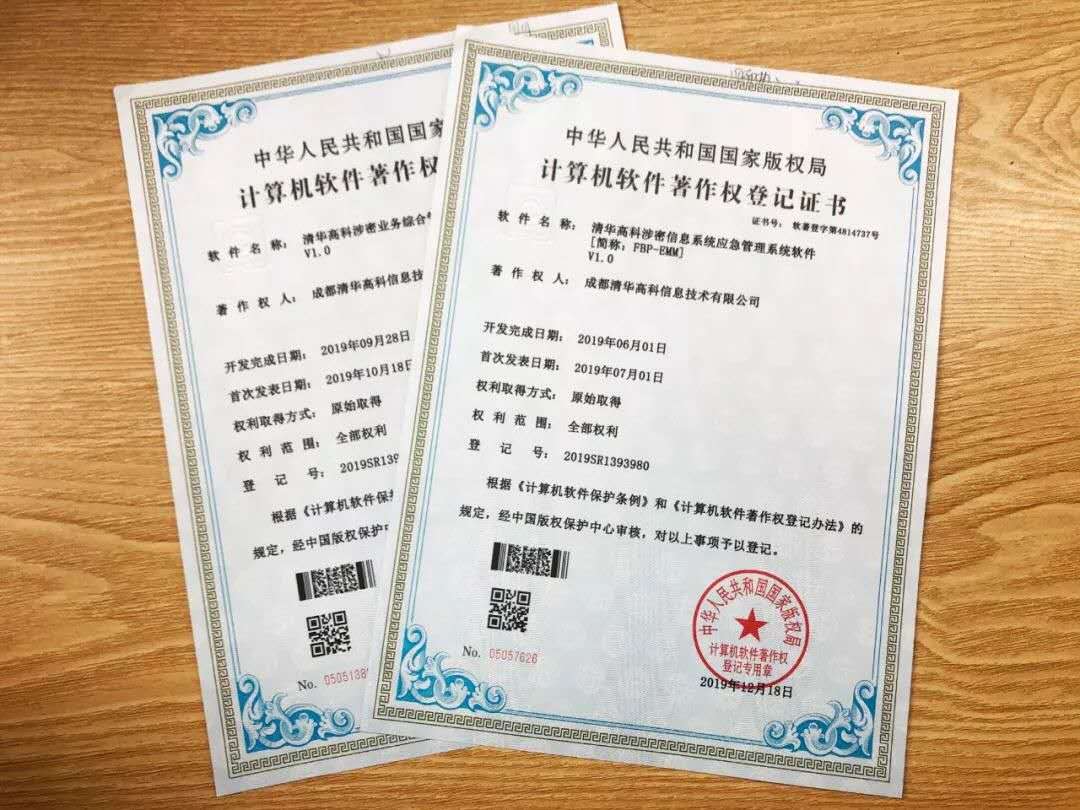 中华人民共和国国家
计算机软件著作权
软件名称： 清华高科涉密业务综合
V1.0
著作权人： 成都清华高科信息技
开发完成日期： 2019年09月28日
首次发表日期： 2019年10月18日
权利取得方式： 原始取得
权利范围： 全部权利
登记号： 2019SR139
根据《计算机软件保护
规定，经中国版权保护
No. 0505138
中华人民共和国国家版权局
计算机软件著作权登记证书
证书号： 软著登字第4814737号
软件名称： 清华高科涉密信息系统应急管理系统软件
[简称：FBP-EMM]
V1.0
著作权人： 成都清华高科信息技术有限公司
开发完成日期： 2019年06月01日
首次发表日期： 2019年07月01日
权利取得方式： 原始取得
权利范围： 全部权利
登记号： 2019SR1393980
根据《计算机软件保护条例》和《计算机软件著作权登记办法》的
规定，经中国版权保护中心审核，对以上事项予以登记。
No. 05057626
中华人民共和国国家版权局
计算机软件著作权
登记专用章
2019年12月18日